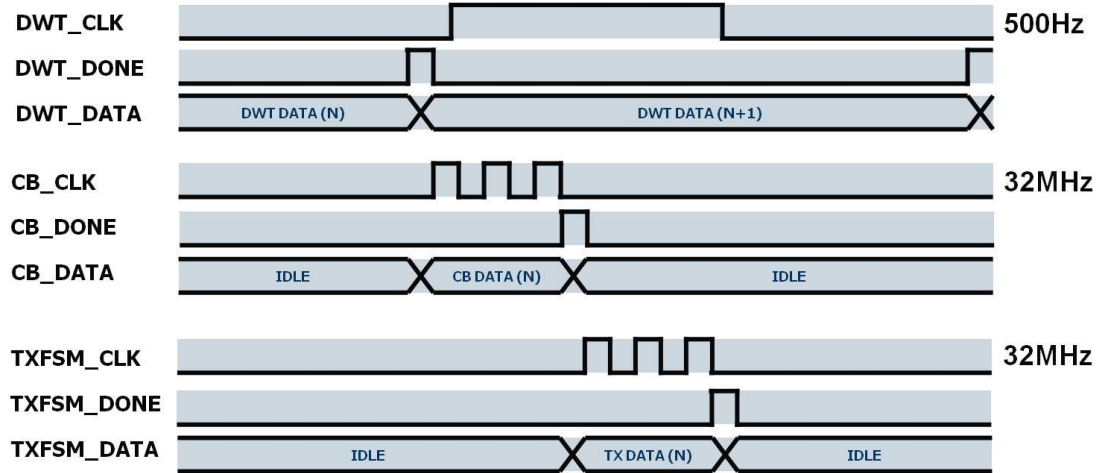 DWT_CLK 500Hz
DWT_DONE
DWT_DATA DWT DATA (N) DWT DATA (N+1)
CB_CLK 32MHz
CB_DONE
CB_DATA IDLE CB DATA (N) IDLE
TXFSM_CLK 32MHz
TXFSM_DONE
TXFSM_DATA IDLE TX DATA (N) IDLE